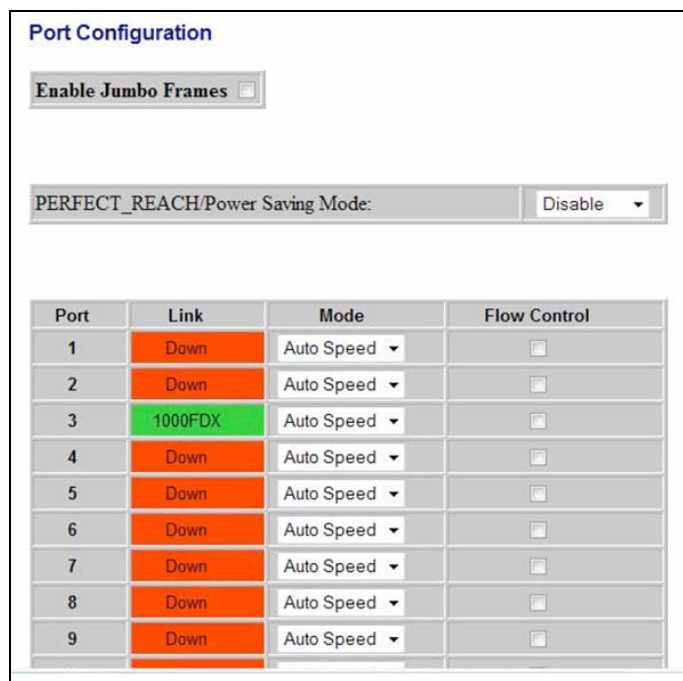 Port Configuration
Enable Jumbo Frames
PERFECT_REACH/Power Saving Mode: Disable
Port Link Mode Flow Control
1 Down Auto Speed
2 Down Auto Speed
3 1000FDX Auto Speed
4 Down Auto Speed
5 Down Auto Speed
6 Down Auto Speed
7 Down Auto Speed
8 Down Auto Speed
9 Down Auto Speed